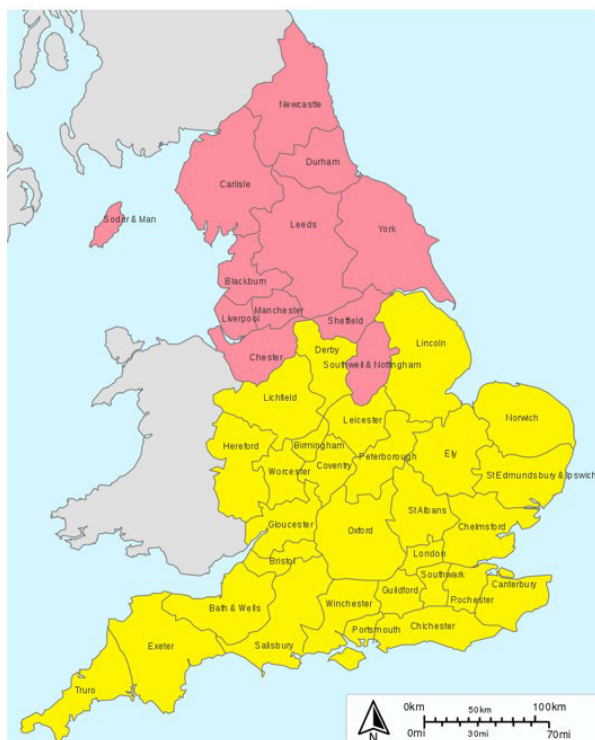 Newcastle
Durham
Carlisle
Sodor & Man
Leeds
York
Blackburn
Manchester
Liverpool
Sheffield
Chester
Derby
Lincoln
Southwell & Nottingham
Lichfield
Leicester
Norwich
Hereford
Birmingham
Peterborough
Ely
Worcester
Coventry
St Edmundsbury & Ipswich
Gloucester
Oxford
St Albans
Chelmsford
London
Bristol
Southwark
Canterbury
Guildford
Rochester
Bath & Wells
Winchester
Portsmouth
Chichester
Exeter
Salisbury
Truro
N
0km 50km 100km
0mi 30mi 70mi